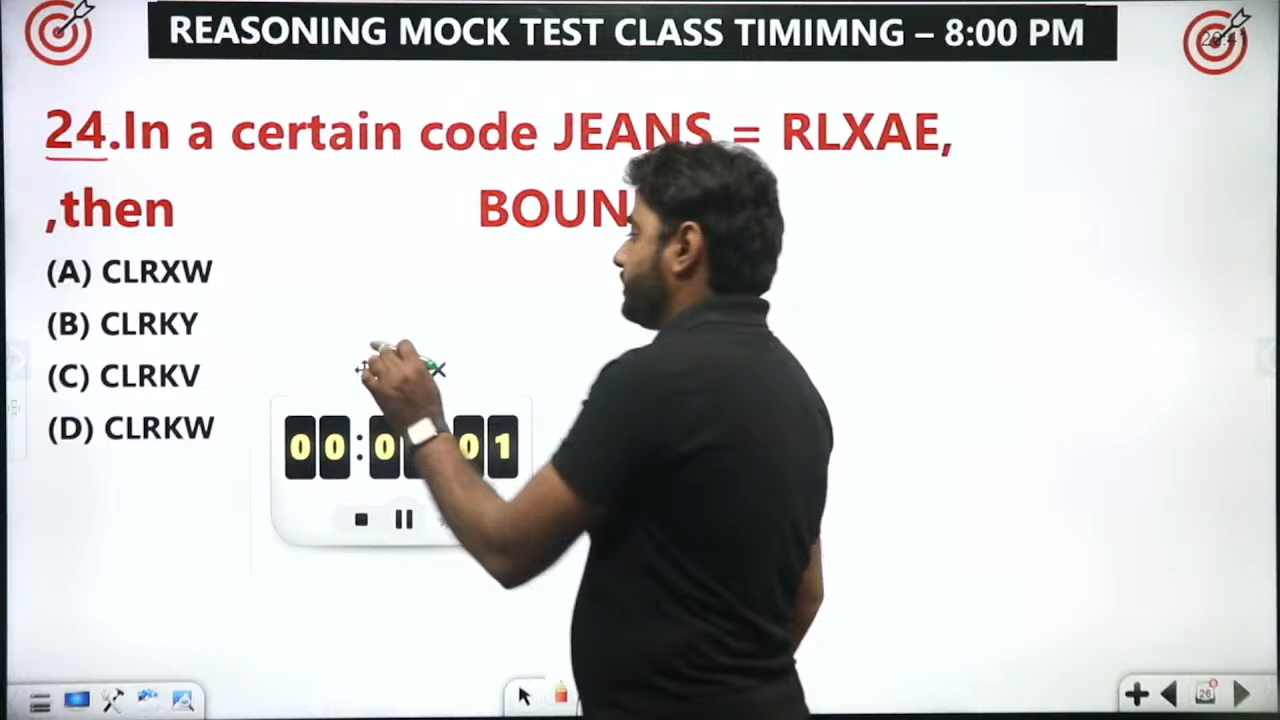 REASONING MOCK TEST CLASS TIMIMNG – 8:00 PM
24.In a certain code JEANS = RLXAE,
,then BOUN
(A) CLRXW
(B) CLRKY
(C) CLRKV
(D) CLRKW
00:0 01
26